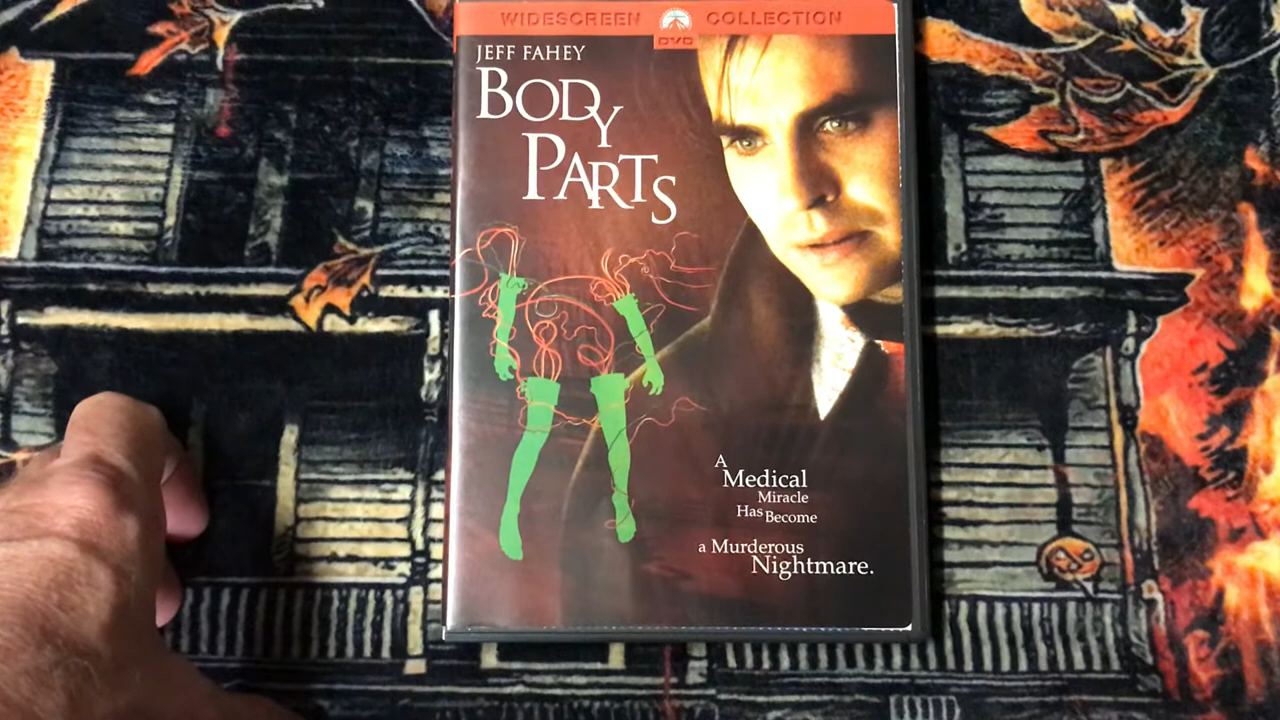 WIDESCREEN COLLECTION
DVD
JEFF FAHEY
BODY
PARTS
A
Medical
Miracle
Has Become
a Murderous
Nightmare.